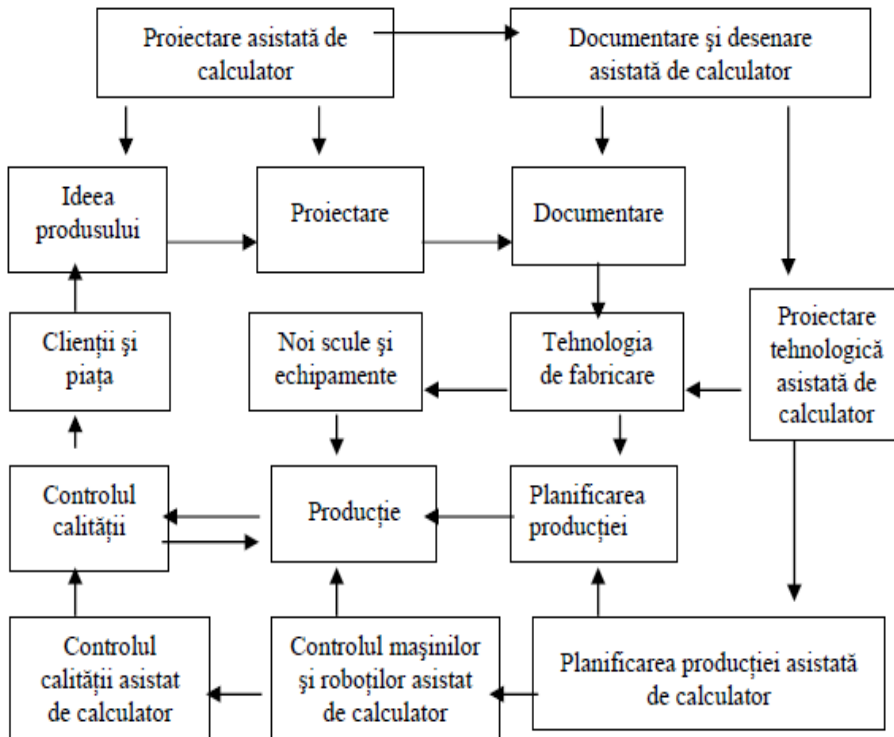 Proiectare asistată de
calculator
Documentare şi desenare
asistată de calculator
Ideea
produsului
Proiectare
Documentare
Clienţii şi
piaţa
Noi scule şi
echipamente
Tehnologia
de fabricare
Proiectare
tehnologică
asistată de
calculator
Controlul
calităţii
Producţie
Planificarea
producţiei
Controlul
calităţii asistat
de calculator
Controlul maşinilor
şi roboţilor asistat
de calculator
Planificarea producţiei asistată
de calculator